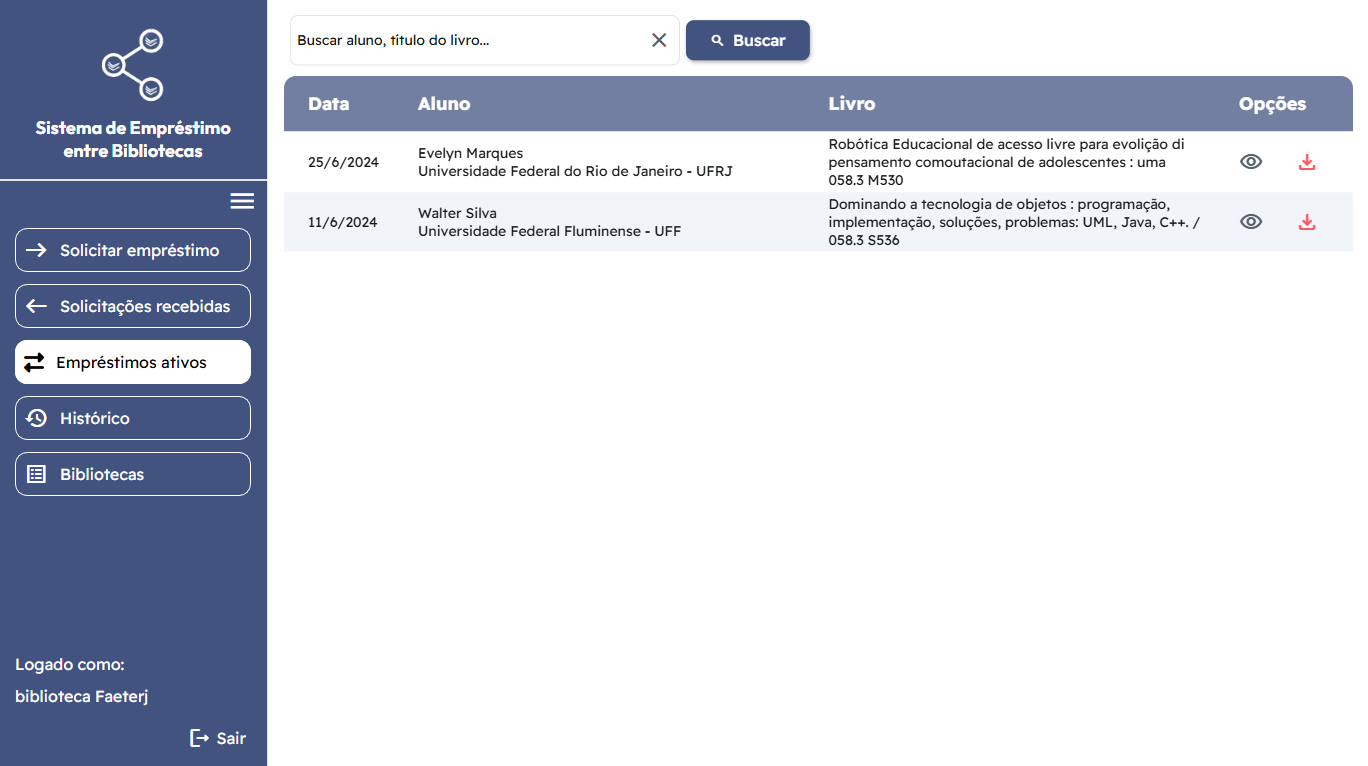 Sistema de Empréstimo
entre Bibliotecas
Solicitar empréstimo
Solicitações recebidas
Empréstimos ativos
Histórico
Bibliotecas
Logado como:
biblioteca Faeterj
Sair
Buscar aluno, título do livro...
Buscar
Data Aluno Livro Opções
25/6/2024
Evelyn Marques
Universidade Federal do Rio de Janeiro - UFRJ
Robótica Educacional de acesso livre para evolição di
pensamento comoutacional de adolescentes : uma
058.3 M530
11/6/2024
Walter Silva
Universidade Federal Fluminense - UFF
Dominando a tecnologia de objetos : programação,
implementação, soluções, problemas: UML, Java, C++. /
058.3 S536